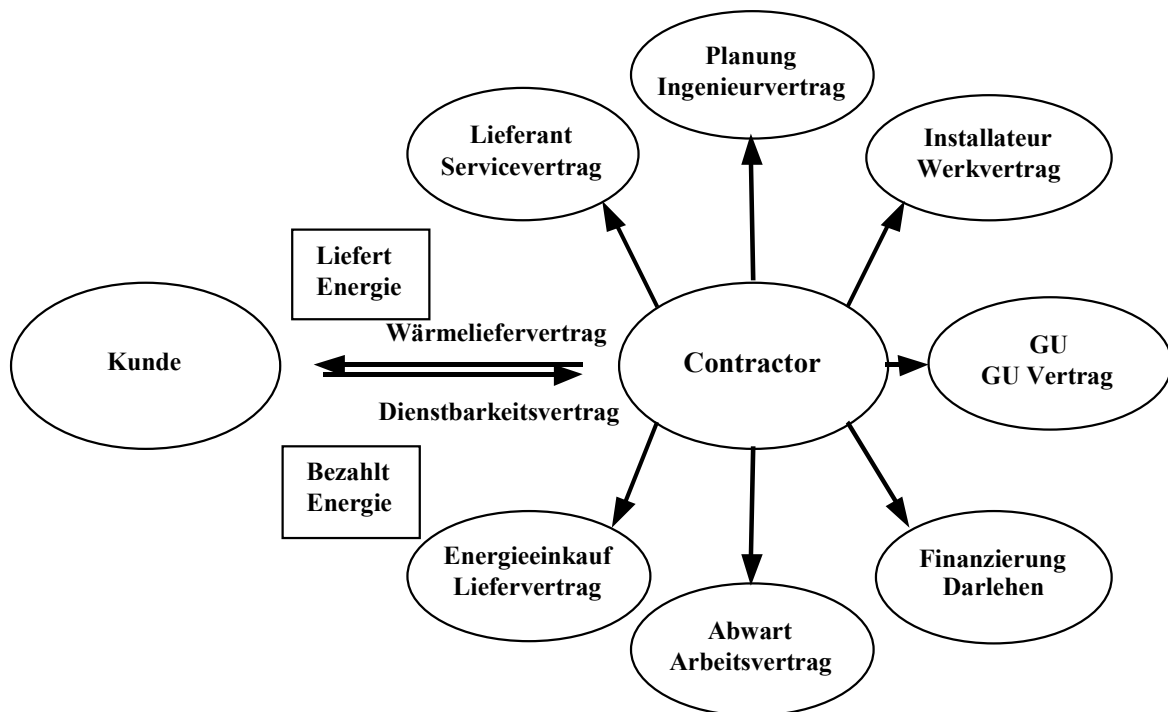 Planung
Ingenieurvertrag
Lieferant
Servicevertrag
Installateur
Werkvertrag
Liefert
Energie
Wärmeliefervertrag
Kunde
Contractor
GU
GU Vertrag
Dienstbarkeitsvertrag
Bezahlt
Energie
Energieeinkauf
Liefervertrag
Finanzierung
Darlehen
Abwart
Arbeitsvertrag